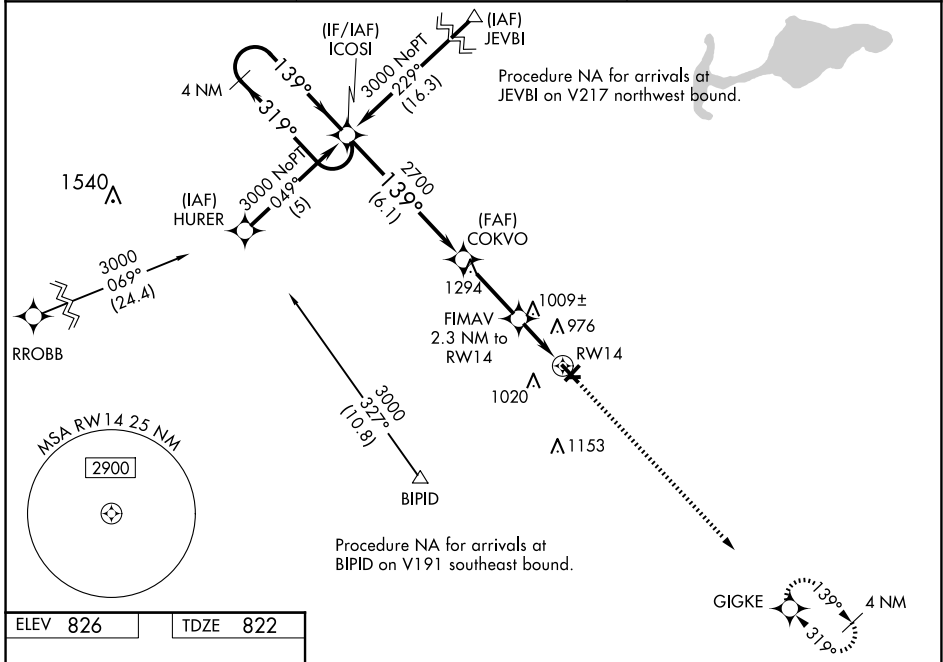 (IAF)
JEVBI
(IF/IAF)
ICOSI
3000 NoPT
229°
(16.3)
Procedure NA for arrivals at
JEVBI on V217 northwest bound.
4 NM
139°
319°
3000 NoPT
049°
(5)
1540
(IAF)
HURER
2700
139°
(6.1)
(FAF)
COKVO
3000
069°
(24.4)
RROBB
1294
FIMAV
2.3 NM to
RW14
1009±
976
RW14
1020
1153
3000
327°
(10.8)
BIPID
MSA RW14 25 NM
2900
Procedure NA for arrivals at
BIPID on V191 southeast bound.
GIGKE
139°
319°
4 NM
ELEV 826
TDZE 822